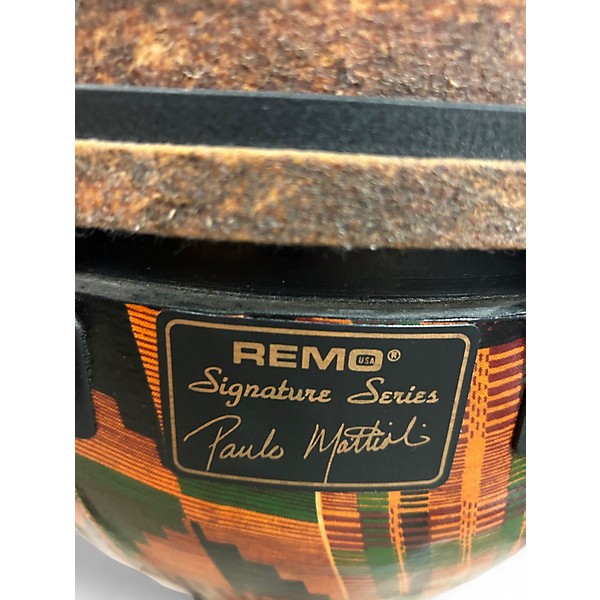 REMO USA ®
Signature Series
Paulo Mattioli